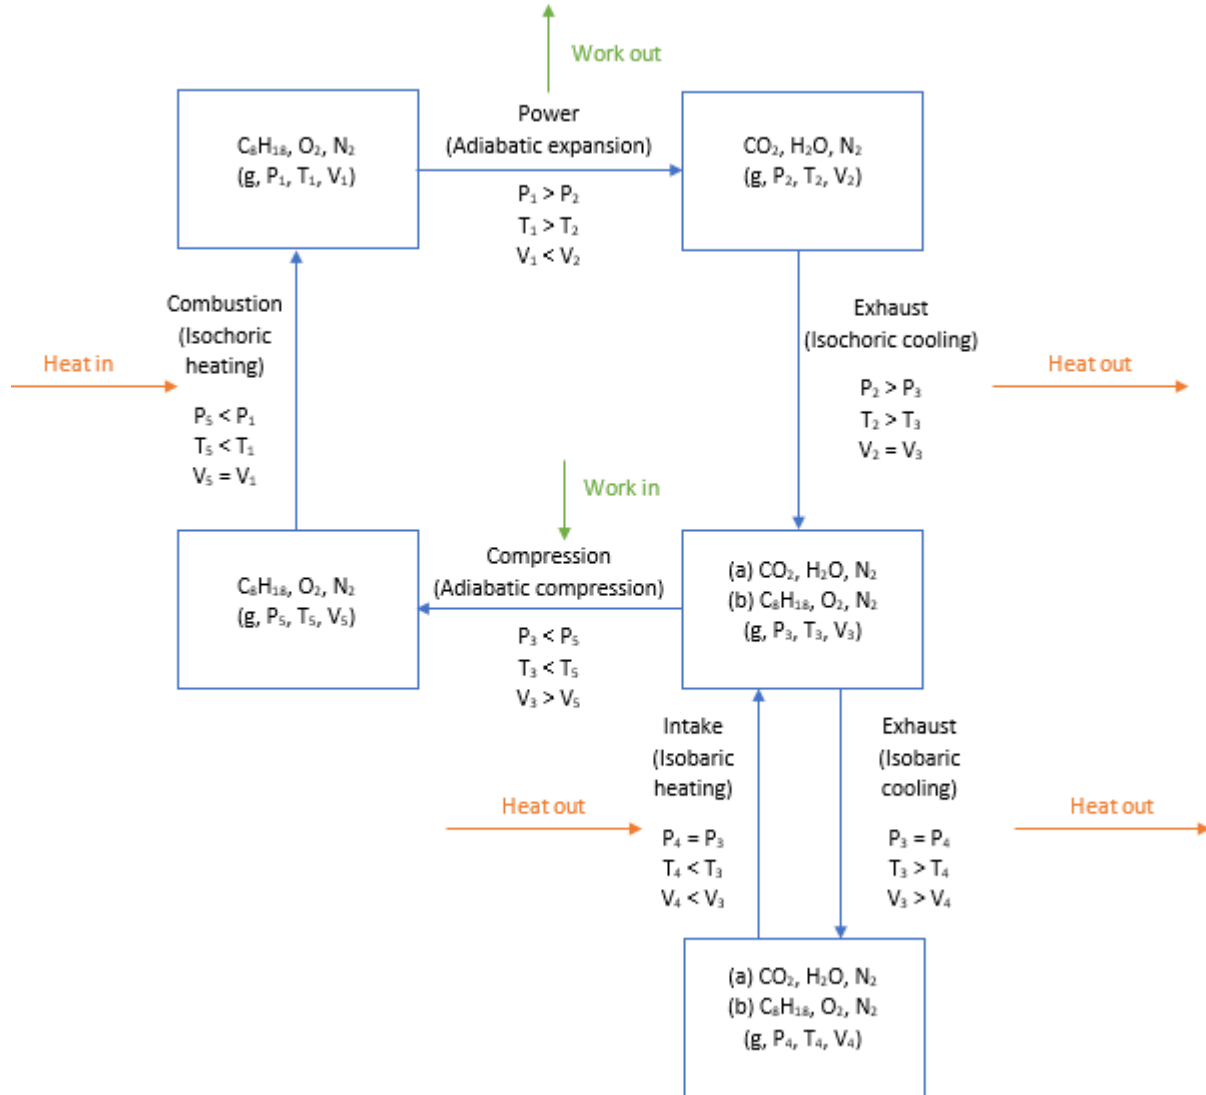 Work out
C₈H₁₈, O₂, N₂
(g, P₁, T₁, V₁)
Power
(Adiabatic expansion)
P₁ > P₂
T₁ > T₂
V₁ < V₂
CO₂, H₂O, N₂
(g, P₂, T₂, V₂)
Combustion
(Isochoric
heating)
Heat in
P₅ < P₁
T₅ < T₁
V₅ = V₁
Exhaust
(Isochoric cooling)
Heat out
P₂ > P₃
T₂ > T₃
V₂ = V₃
Work in
C₈H₁₈, O₂, N₂
(g, P₅, T₅, V₅)
Compression
(Adiabatic compression)
P₃ < P₅
T₃ < T₅
V₃ > V₅
(a) CO₂, H₂O, N₂
(b) C₈H₁₈, O₂, N₂
(g, P₃, T₃, V₃)
Intake
(Isobaric
heating)
Heat out
P₄ = P₃
T₄ < T₃
V₄ < V₃
Exhaust
(Isobaric
cooling)
Heat out
P₃ = P₄
T₃ > T₄
V₃ > V₄
(a) CO₂, H₂O, N₂
(b) C₈H₁₈, O₂, N₂
(g, P₄, T₄, V₄)